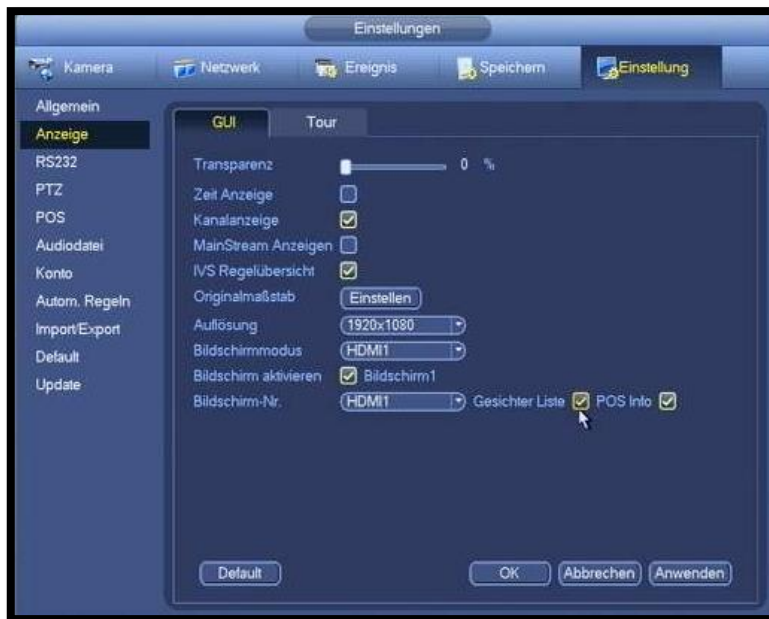 Einstellungen
Kamera Netzwerk Ereignis Speichern Einstellung
Allgemein
Anzeige
RS232
PTZ
POS
Audiodatei
Konto
Autom. Regeln
Import/Export
Default
Update
GUI Tour
Transparenz 0 %
Zeit Anzeige
Kanalanzeige
MainStream Anzeigen
IVS Regelübersicht
Originalmaßstab Einstellen
Auflösung 1920x1080
Bildschirmmodus HDMI1
Bildschirm aktivieren Bildschirm1
Bildschirm-Nr. HDMI1 Gesichter Liste POS Info
Default OK Abbrechen Anwenden